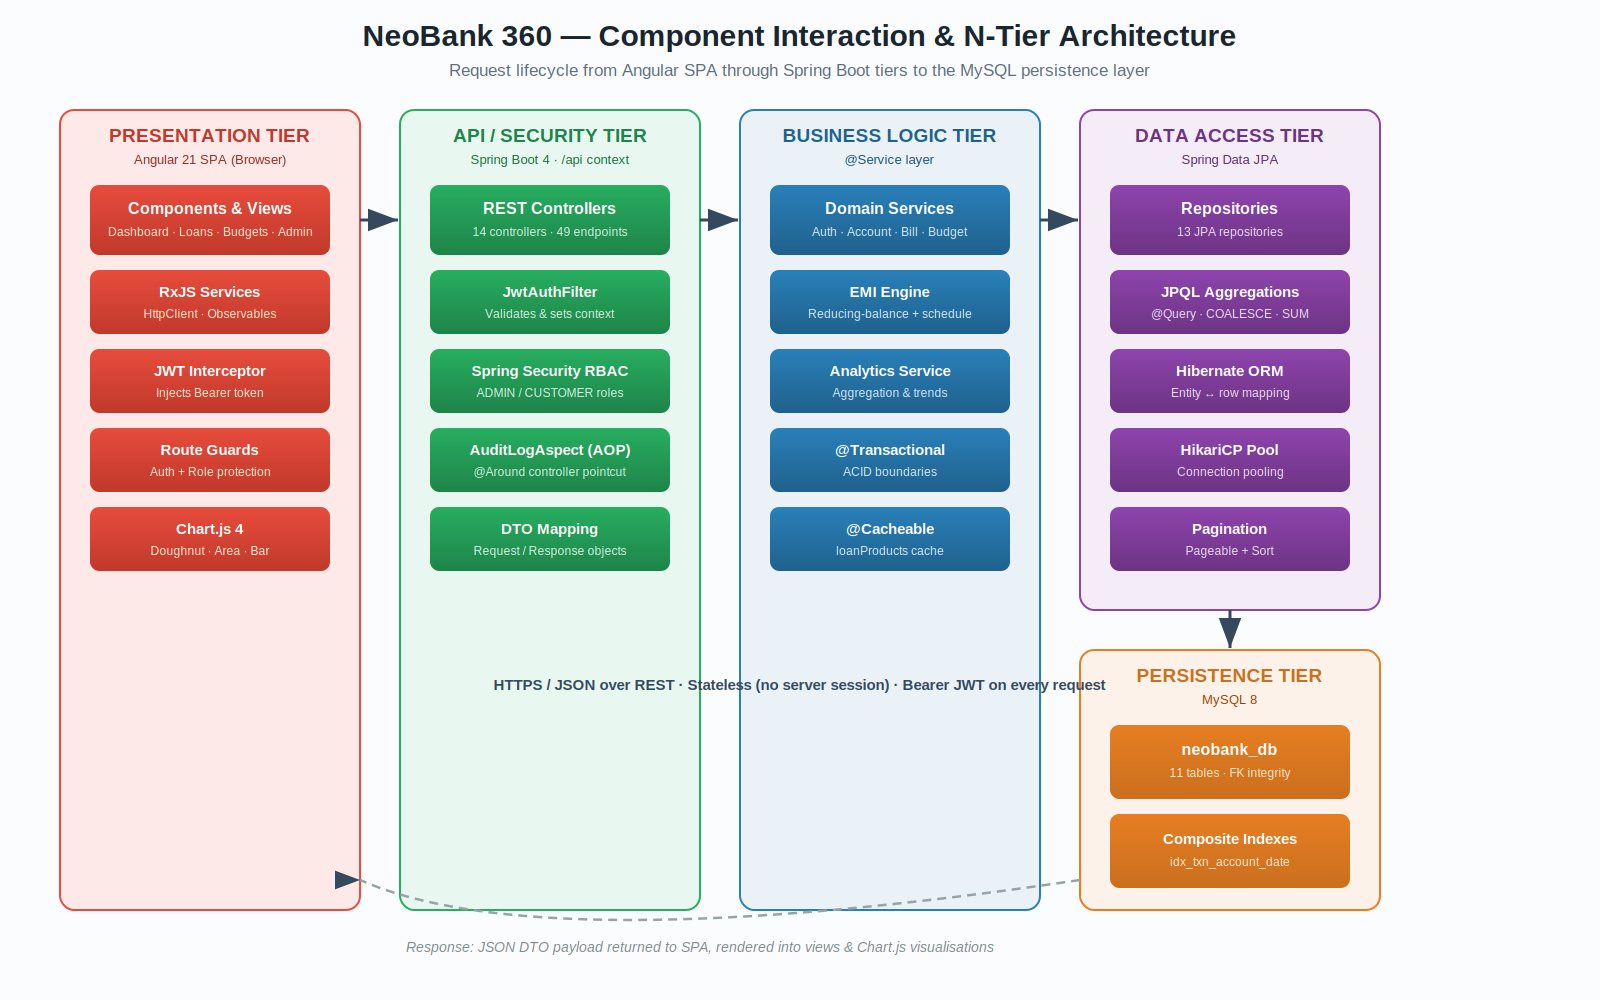 NeoBank 360 — Component Interaction & N-Tier Architecture
Request lifecycle from Angular SPA through Spring Boot tiers to the MySQL persistence layer
PRESENTATION TIER
Angular 21 SPA (Browser)
Components & Views
Dashboard · Loans · Budgets · Admin
RxJS Services
HttpClient · Observables
JWT Interceptor
Injects Bearer token
Route Guards
Auth + Role protection
Chart.js 4
Doughnut · Area · Bar
API / SECURITY TIER
Spring Boot 4 · /api context
REST Controllers
14 controllers · 49 endpoints
JwtAuthFilter
Validates & sets context
Spring Security RBAC
ADMIN / CUSTOMER roles
AuditLogAspect (AOP)
@Around controller pointcut
DTO Mapping
Request / Response objects
BUSINESS LOGIC TIER
@Service layer
Domain Services
Auth · Account · Bill · Budget
EMI Engine
Reducing-balance + schedule
Analytics Service
Aggregation & trends
@Transactional
ACID boundaries
@Cacheable
loanProducts cache
DATA ACCESS TIER
Spring Data JPA
Repositories
13 JPA repositories
JPQL Aggregations
@Query · COALESCE · SUM
Hibernate ORM
Entity ↔ row mapping
HikariCP Pool
Connection pooling
Pagination
Pageable + Sort
HTTPS / JSON over REST · Stateless (no server session) · Bearer JWT on every request
PERSISTENCE TIER
MySQL 8
neobank_db
11 tables · FK integrity
Composite Indexes
idx_txn_account_date
Response: JSON DTO payload returned to SPA, rendered into views & Chart.js visualisations